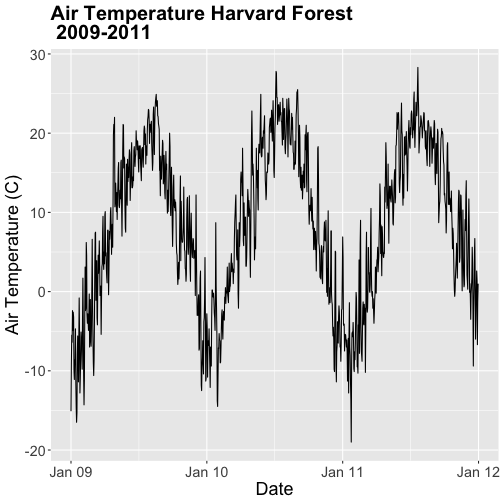 Air Temperature Harvard Forest
2009-2011
Air Temperature (C)
30
20
10
0
-10
-20
Jan 09
Jan 10
Jan 11
Jan 12
Date